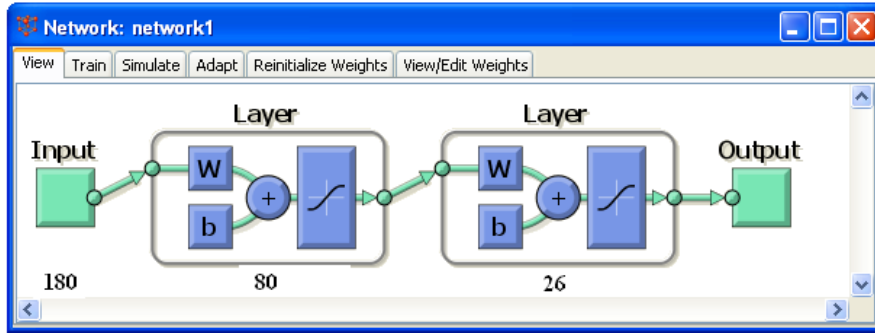 Network: network1
View Train Simulate Adapt Reinitialize Weights View/Edit Weights
Layer Layer
Input Output
W W
+ +
b b
180 80 26